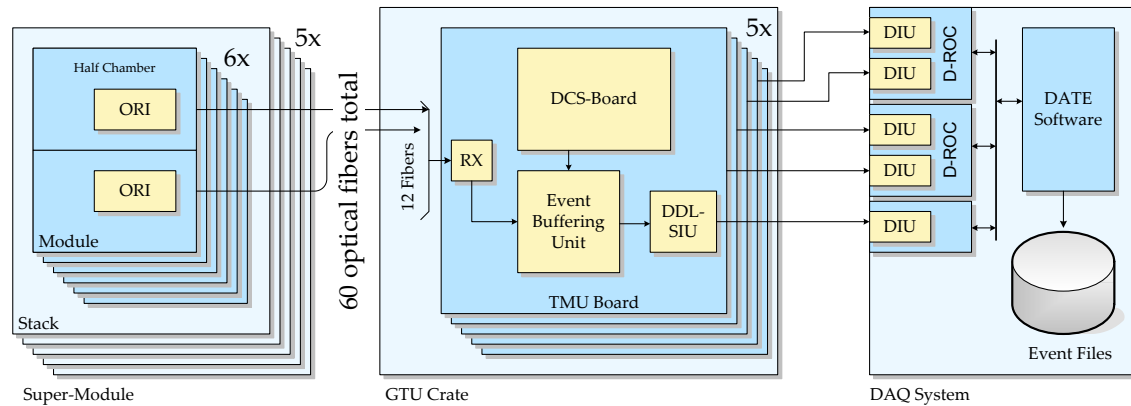 5x
6x
Half Chamber
ORI
ORI
Module
Stack
Super-Module
60 optical fibers total
12 Fibers
5x
DCS-Board
RX
Event
Buffering
Unit
DDL-
SIU
TMU Board
GTU Crate
DIU
DIU
D-ROC
DIU
DIU
D-ROC
DIU
DATE
Software
Event Files
DAQ System